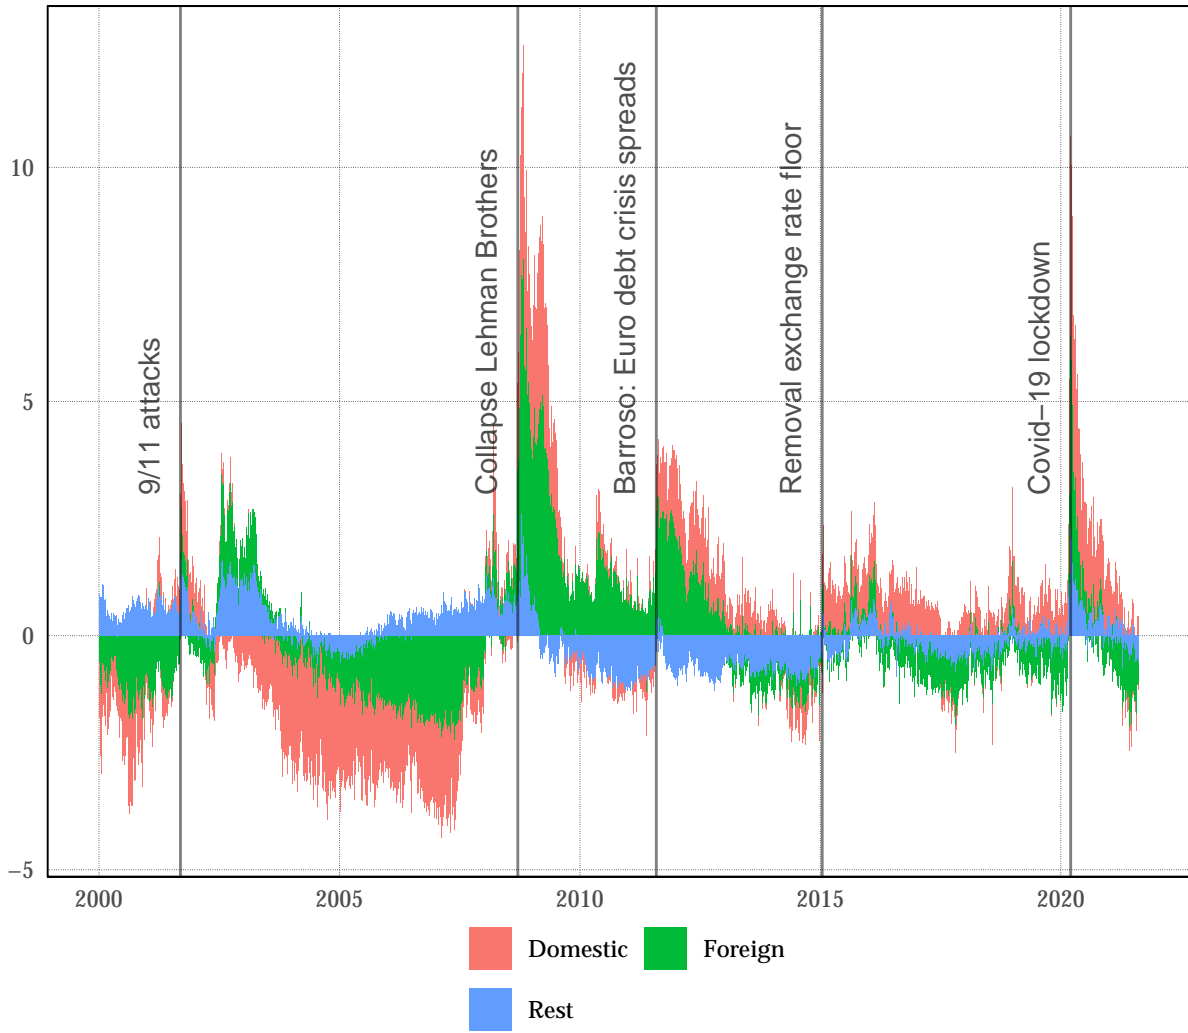 10
5
0
−5
9/11 attacks
Collapse Lehman Brothers
Barroso: Euro debt crisis spreads
Removal exchange rate floor
Covid−19 lockdown
2000
2005
2010
2015
2020
Domestic
Foreign
Rest